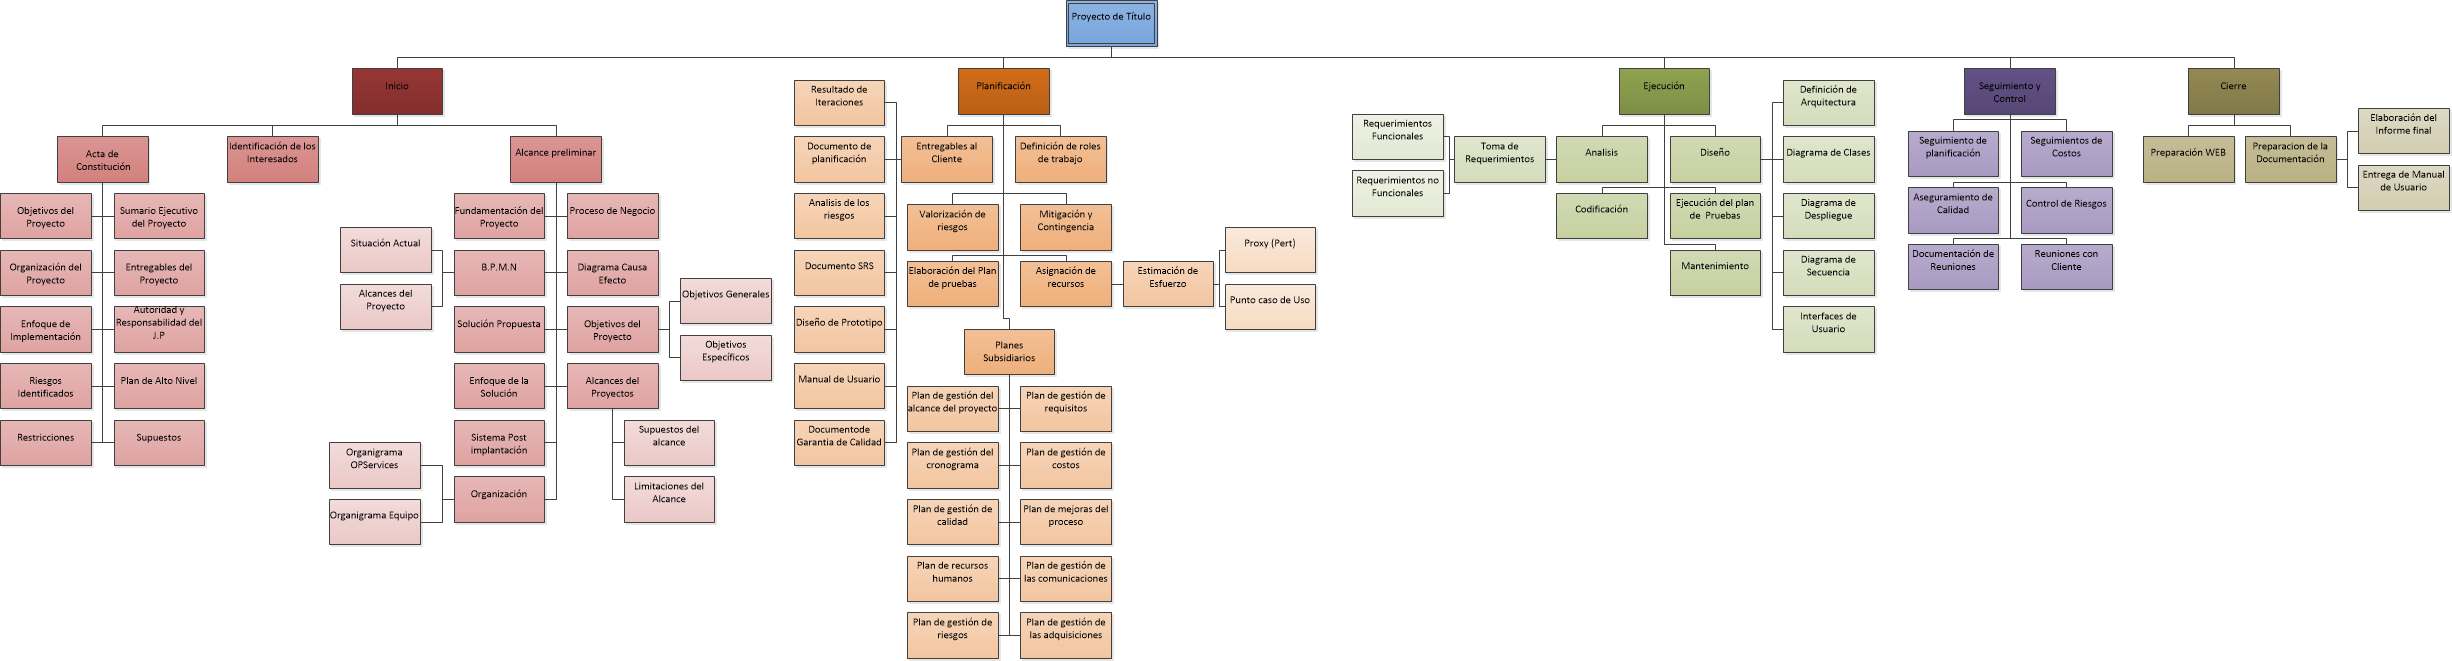 Proyecto de Título
Inicio
Acta de
Constitución
Objetivos del
Proyecto
Sumario Ejecutivo
del Proyecto
Organización del
Proyecto
Entregables del
Proyecto
Enfoque de
Implementación
Autoridad y
Responsabilidad del
J.P
Riesgos
Identificados
Plan de Alto Nivel
Restricciones
Supuestos
Identificación de los
Interesados
Alcance preliminar
Fundamentación del
Proyecto
Proceso de Negocio
Situación Actual
Alcances del
Proyecto
B.P.M.N
Diagrama Causa
Efecto
Solución Propuesta
Objetivos del
Proyecto
Objetivos Generales
Objetivos
Específicos
Enfoque de la
Solución
Alcances del
Proyectos
Supuestos del
alcance
Limitaciones del
Alcance
Sistema Post
implantación
Organización
Organigrama
OPServices
Organigrama Equipo
Planificación
Entregables al
Cliente
Resultado de
Iteraciones
Documento de
planificación
Analisis de los
riesgos
Documento SRS
Diseño de Prototipo
Manual de Usuario
Documentode
Garantia de Calidad
Definición de roles
de trabajo
Valorización de
riesgos
Mitigación y
Contingencia
Elaboración del Plan
de pruebas
Asignación de
recursos
Estimación de
Esfuerzo
Proxy (Pert)
Punto caso de Uso
Planes
Subsidiarios
Plan de gestión del
alcance del proyecto
Plan de gestión de
requisitos
Plan de gestión del
cronograma
Plan de gestión de
costos
Plan de gestión de
calidad
Plan de mejoras del
proceso
Plan de recursos
humanos
Plan de gestión de
las comunicaciones
Plan de gestión de
riesgos
Plan de gestión de
las adquisiciones
Ejecución
Analisis
Toma de
Requerimientos
Requerimientos
Funcionales
Requerimientos no
Funcionales
Diseño
Definición de
Arquitectura
Diagrama de Clases
Diagrama de
Despliegue
Diagrama de
Secuencia
Interfaces de
Usuario
Codificación
Ejecución del plan
de Pruebas
Mantenimiento
Seguimiento y
Control
Seguimiento de
planificación
Seguimientos de
Costos
Aseguramiento de
Calidad
Control de Riesgos
Documentación de
Reuniones
Reuniones con
Cliente
Cierre
Preparación WEB
Preparacion de la
Documentación
Elaboración del
Informe final
Entrega de Manual
de Usuario